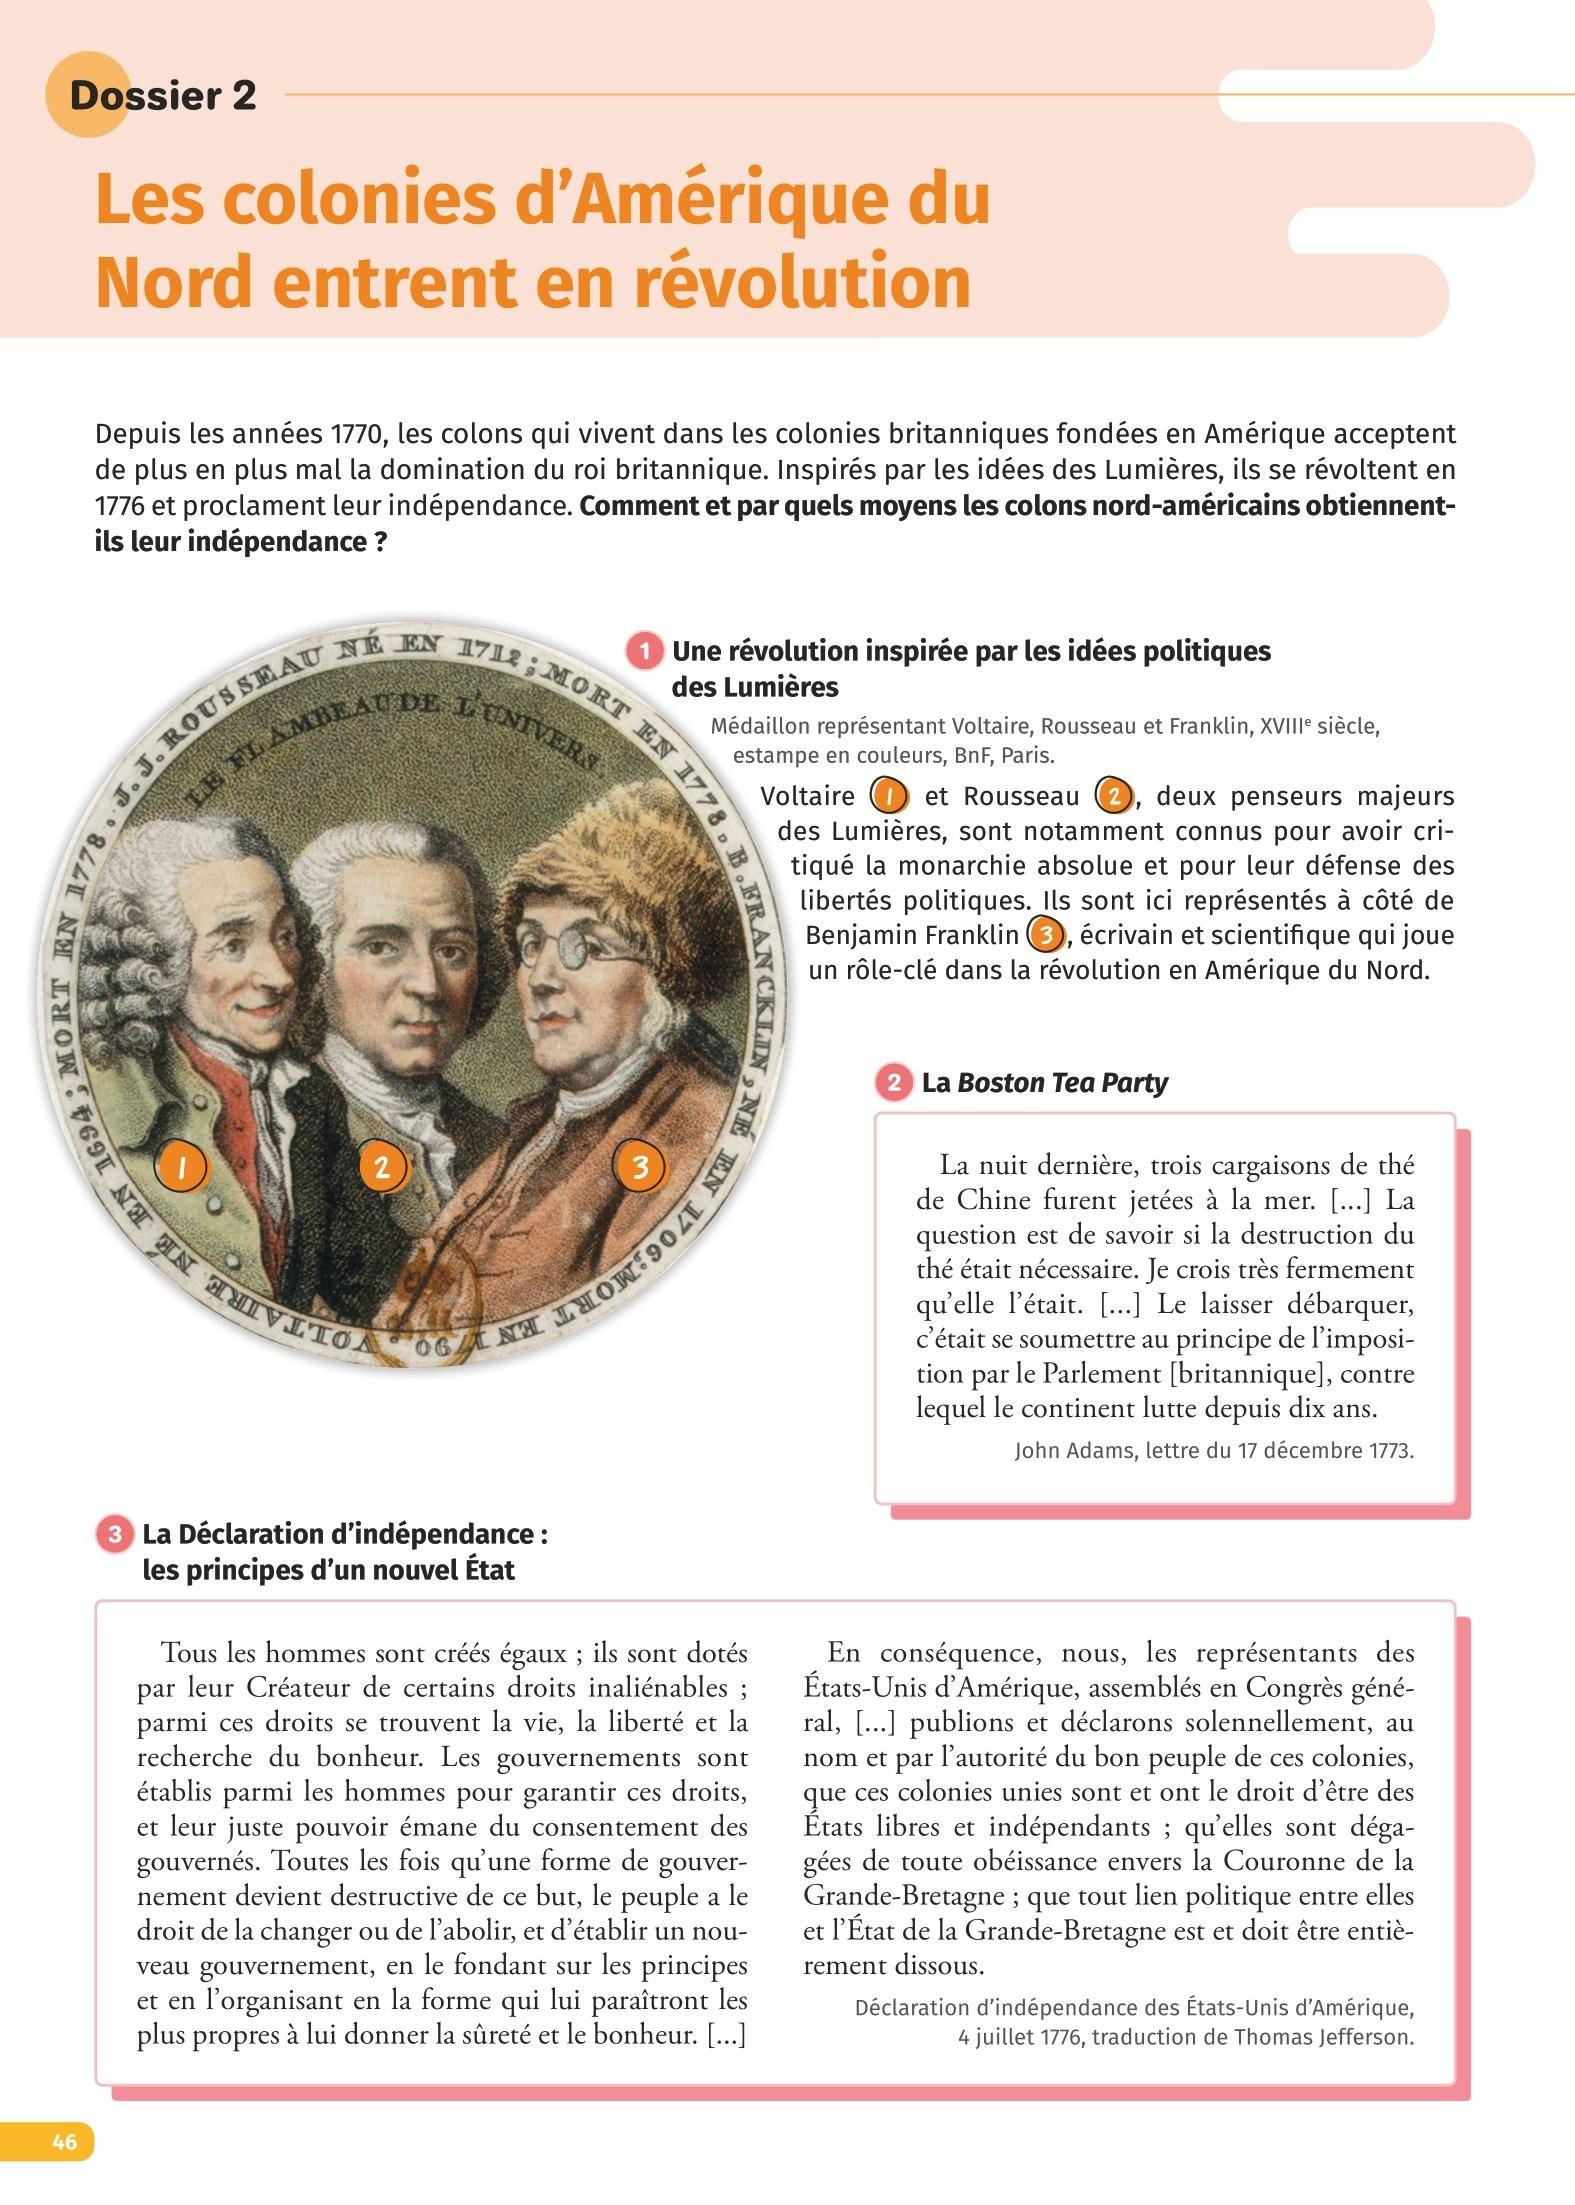 Dossier 2
Les colonies d’Amérique du
Nord entrent en révolution
Depuis les années 1770, les colons qui vivent dans les colonies britanniques fondées en Amérique acceptent
de plus en plus mal la domination du roi britannique. Inspirés par les idées des Lumières, ils se révoltent en
1776 et proclament leur indépendance. Comment et par quels moyens les colons nord-américains obtiennent-
ils leur indépendance ?
VOLTAIRE NÉ EN 1694; MORT EN 1778. J. J. ROUSSEAU NÉ EN 1712; MORT EN 1778. B. FRANCKLIN, NÉ EN 1706; MORT EN 1790.
LE FLAMBEAU DE L'UNIVERS.
1
2
3
1 Une révolution inspirée par les idées politiques
des Lumières
Médaillon représentant Voltaire, Rousseau et Franklin, XVIIIe siècle,
estampe en couleurs, BnF, Paris.
Voltaire 1 et Rousseau 2, deux penseurs majeurs
des Lumières, sont notamment connus pour avoir cri-
tiqué la monarchie absolue et pour leur défense des
libertés politiques. Ils sont ici représentés à côté de
Benjamin Franklin 3, écrivain et scientifique qui joue
un rôle-clé dans la révolution en Amérique du Nord.
2 La Boston Tea Party
La nuit dernière, trois cargaisons de thé
de Chine furent jetées à la mer. [...] La
question est de savoir si la destruction du
thé était nécessaire. Je crois très fermement
qu’elle l’était. [...] Le laisser débarquer,
c’était se soumettre au principe de l’imposi-
tion par le Parlement [britannique], contre
lequel le continent lutte depuis dix ans.
John Adams, lettre du 17 décembre 1773.
3 La Déclaration d’indépendance :
les principes d’un nouvel État
Tous les hommes sont créés égaux ; ils sont dotés
par leur Créateur de certains droits inaliénables ;
parmi ces droits se trouvent la vie, la liberté et la
recherche du bonheur. Les gouvernements sont
établis parmi les hommes pour garantir ces droits,
et leur juste pouvoir émane du consentement des
gouvernés. Toutes les fois qu’une forme de gouver-
nement devient destructive de ce but, le peuple a le
droit de la changer ou de l’abolir, et d’établir un nou-
veau gouvernement, en le fondant sur les principes
et en l’organisant en la forme qui lui paraîtront les
plus propres à lui donner la sûreté et le bonheur. [...]
En conséquence, nous, les représentants des
États-Unis d’Amérique, assemblés en Congrès géné-
ral, [...] publions et déclarons solennellement, au
nom et par l’autorité du bon peuple de ces colonies,
que ces colonies unies sont et ont le droit d’être des
États libres et indépendants ; qu’elles sont déga-
gées de toute obéissance envers la Couronne de la
Grande-Bretagne ; que tout lien politique entre elles
et l’État de la Grande-Bretagne est et doit être entiè-
rement dissous.
Déclaration d’indépendance des États-Unis d’Amérique,
4 juillet 1776, traduction de Thomas Jefferson.
46